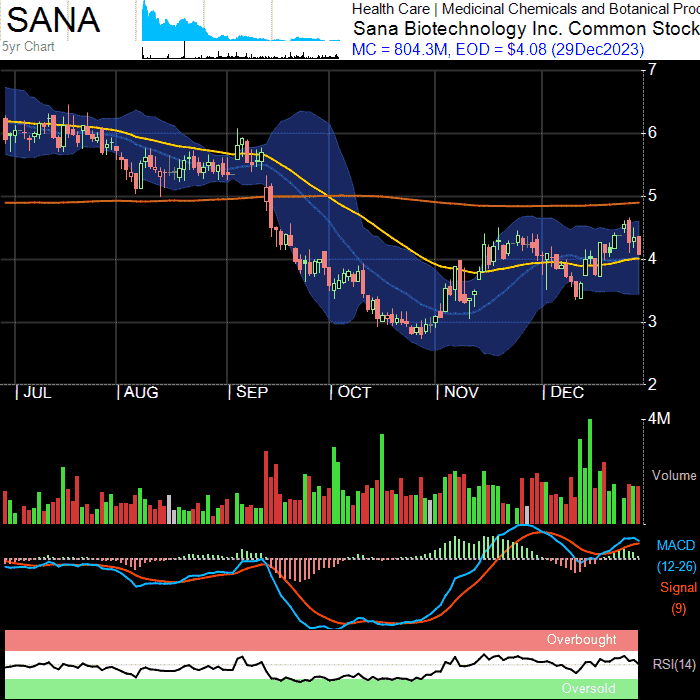 SANA
5yr Chart
Health Care | Medicinal Chemicals and Botanical Pro
Sana Biotechnology Inc. Common Stock
MC = 804.3M, EOD = $4.08 (29Dec2023)
7
6
5
4
3
2
JUL
AUG
SEP
OCT
NOV
DEC
4M
Volume
MACD
(12-26)
Signal
(9)
Overbought
RSI(14)
Oversold